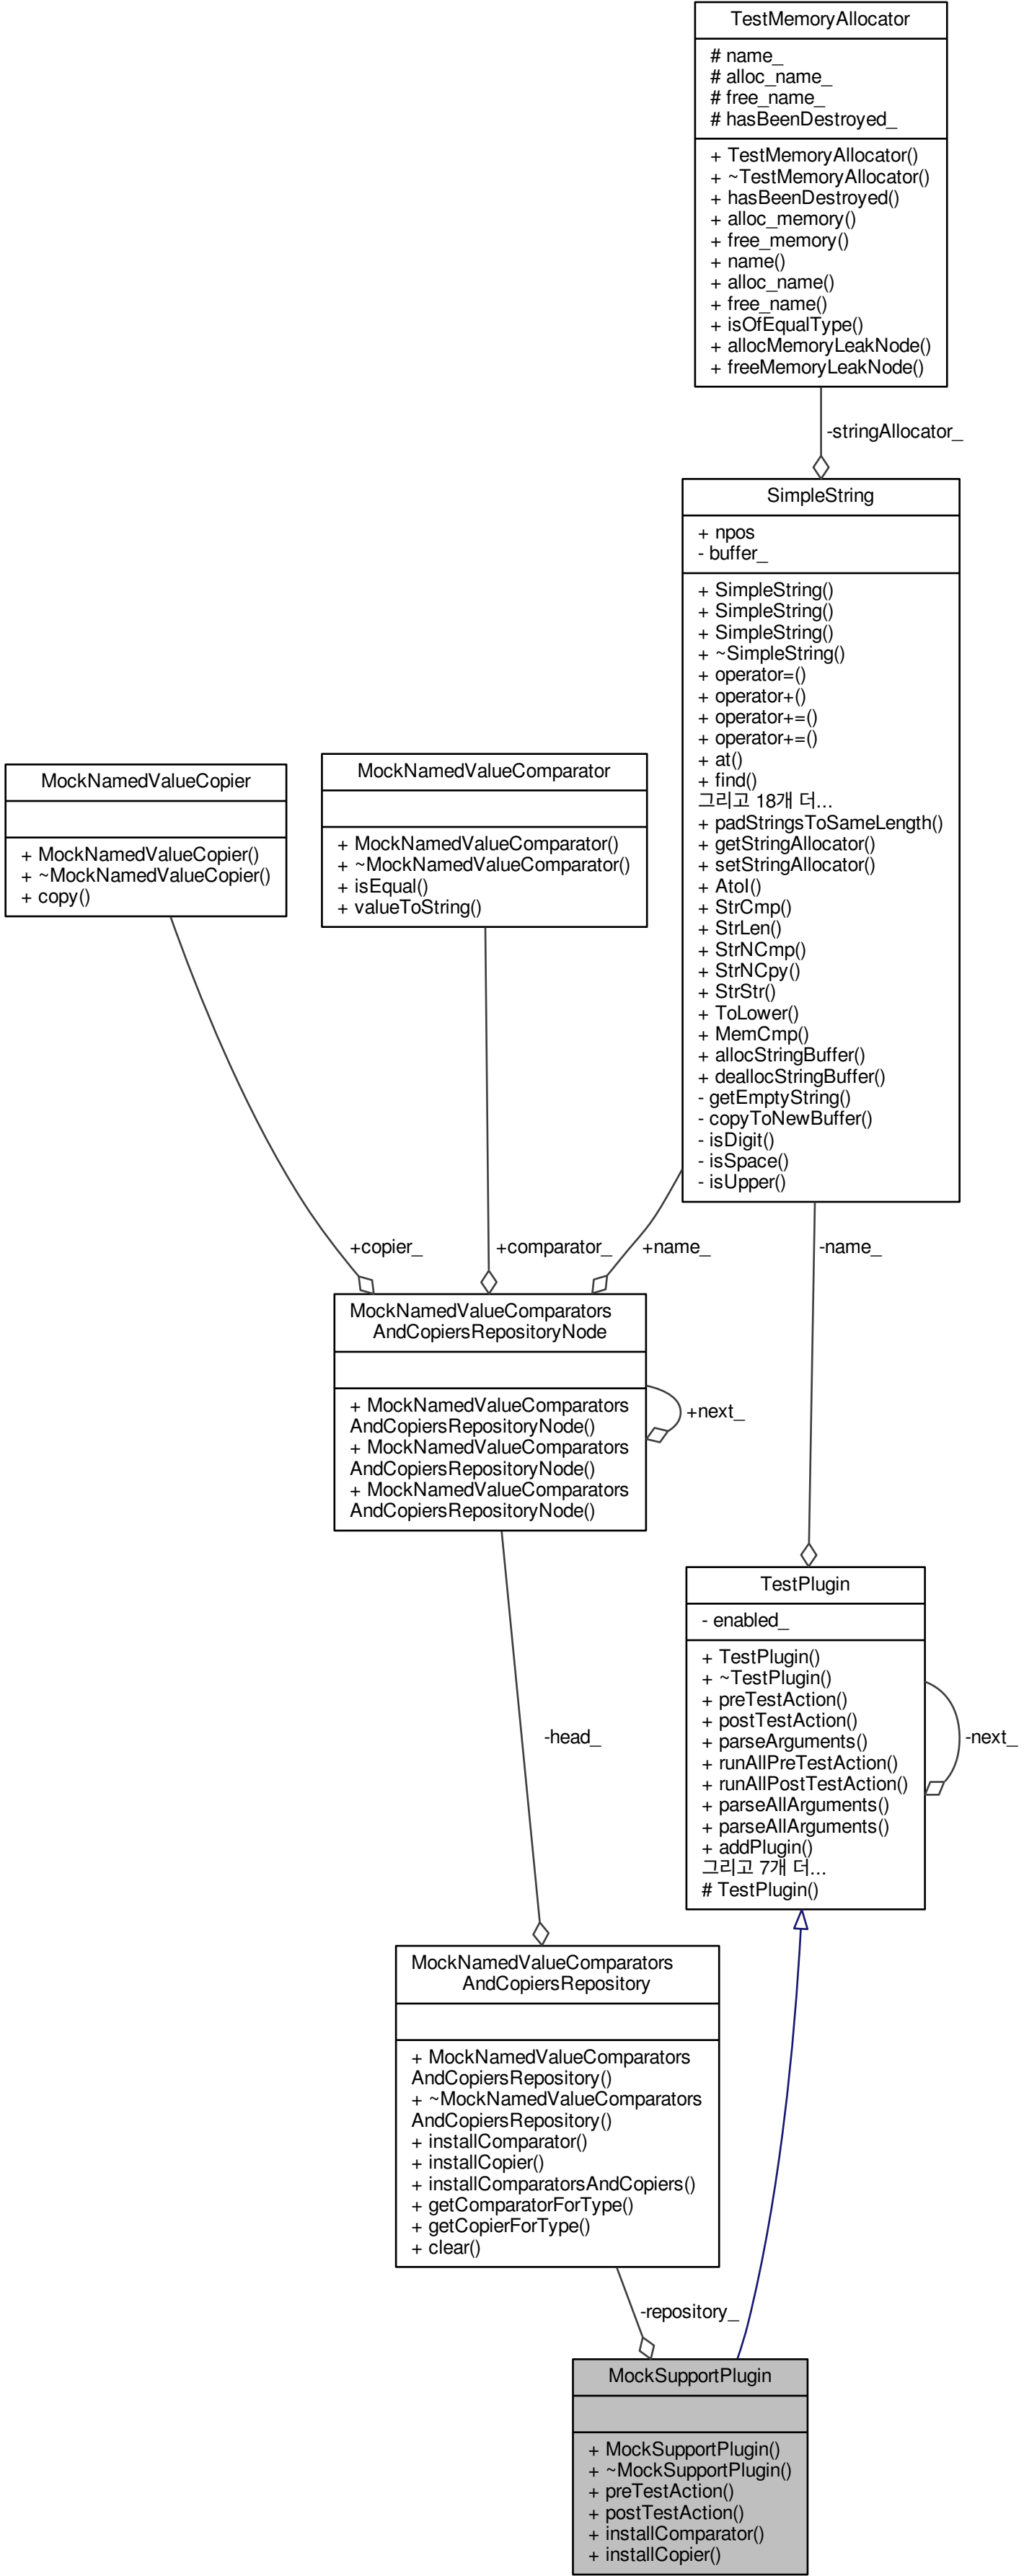 TestMemoryAllocator
# name_
# alloc_name_
# free_name_
# hasBeenDestroyed_
+ TestMemoryAllocator()
+ ~TestMemoryAllocator()
+ hasBeenDestroyed()
+ alloc_memory()
+ free_memory()
+ name()
+ alloc_name()
+ free_name()
+ isOfEqualType()
+ allocMemoryLeakNode()
+ freeMemoryLeakNode()
-stringAllocator_
SimpleString
+ npos
- buffer_
+ SimpleString()
+ SimpleString()
+ SimpleString()
+ ~SimpleString()
+ operator=()
+ operator+()
+ operator+=()
+ operator+=()
+ at()
+ find()
그리고 18개 더...
+ padStringsToSameLength()
+ getStringAllocator()
+ setStringAllocator()
+ AtoI()
+ StrCmp()
+ StrLen()
+ StrNCmp()
+ StrNCpy()
+ StrStr()
+ ToLower()
+ MemCmp()
+ allocStringBuffer()
+ deallocStringBuffer()
- getEmptyString()
- copyToNewBuffer()
- isDigit()
- isSpace()
- isUpper()
MockNamedValueCopier
+ MockNamedValueCopier()
+ ~MockNamedValueCopier()
+ copy()
MockNamedValueComparator
+ MockNamedValueComparator()
+ ~MockNamedValueComparator()
+ isEqual()
+ valueToString()
+copier_
+comparator_
+name_
-name_
MockNamedValueComparators
AndCopiersRepositoryNode
+ MockNamedValueComparators
AndCopiersRepositoryNode()
+ MockNamedValueComparators
AndCopiersRepositoryNode()
+ MockNamedValueComparators
AndCopiersRepositoryNode()
+next_
TestPlugin
- enabled_
+ TestPlugin()
+ ~TestPlugin()
+ preTestAction()
+ postTestAction()
+ parseArguments()
+ runAllPreTestAction()
+ runAllPostTestAction()
+ parseAllArguments()
+ parseAllArguments()
+ addPlugin()
그리고 7개 더...
# TestPlugin()
-next_
-head_
MockNamedValueComparators
AndCopiersRepository
+ MockNamedValueComparators
AndCopiersRepository()
+ ~MockNamedValueComparators
AndCopiersRepository()
+ installComparator()
+ installCopier()
+ installComparatorsAndCopiers()
+ getComparatorForType()
+ getCopierForType()
+ clear()
-repository_
MockSupportPlugin
+ MockSupportPlugin()
+ ~MockSupportPlugin()
+ preTestAction()
+ postTestAction()
+ installComparator()
+ installCopier()